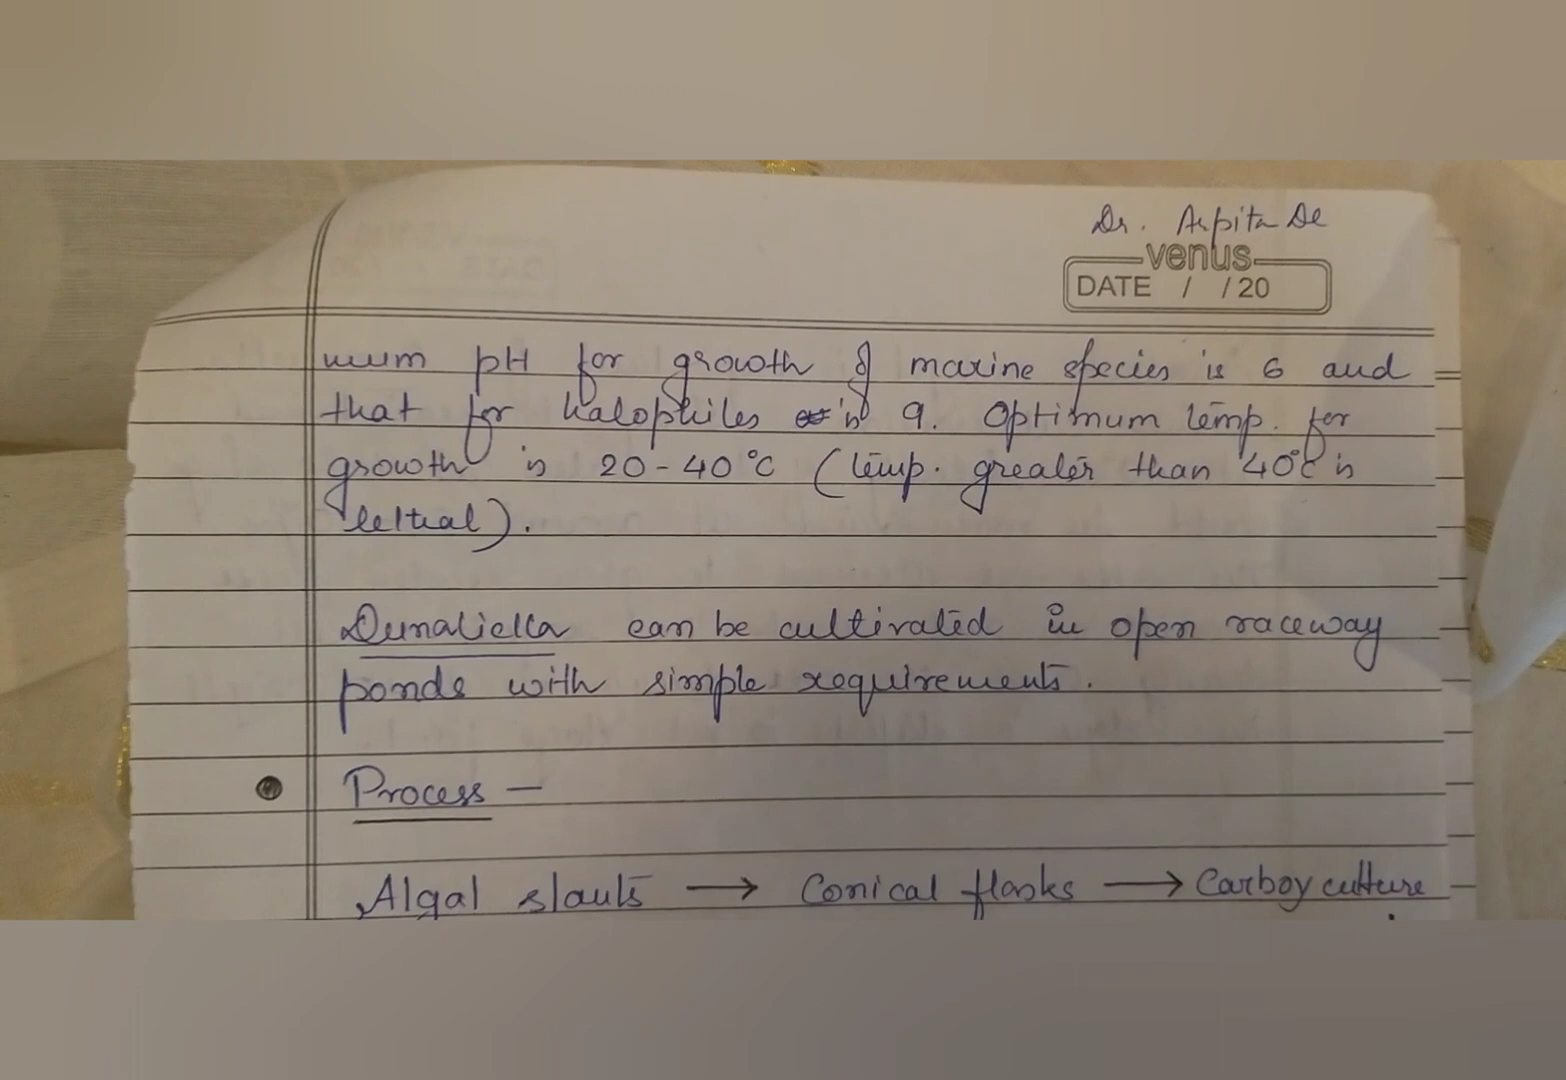 Dr. Arpita De
venus
DATE / / 20
mum pH for growth of marine species is 6 and
that for halophiles is 9. Optimum temp. for
growth is 20-40°C (temp. greater than 40°C is
lethal).
Dunaliella can be cultivated in open raceway
ponds with simple requirements.
Process —
Algal slants → Conical flasks → Carboy culture